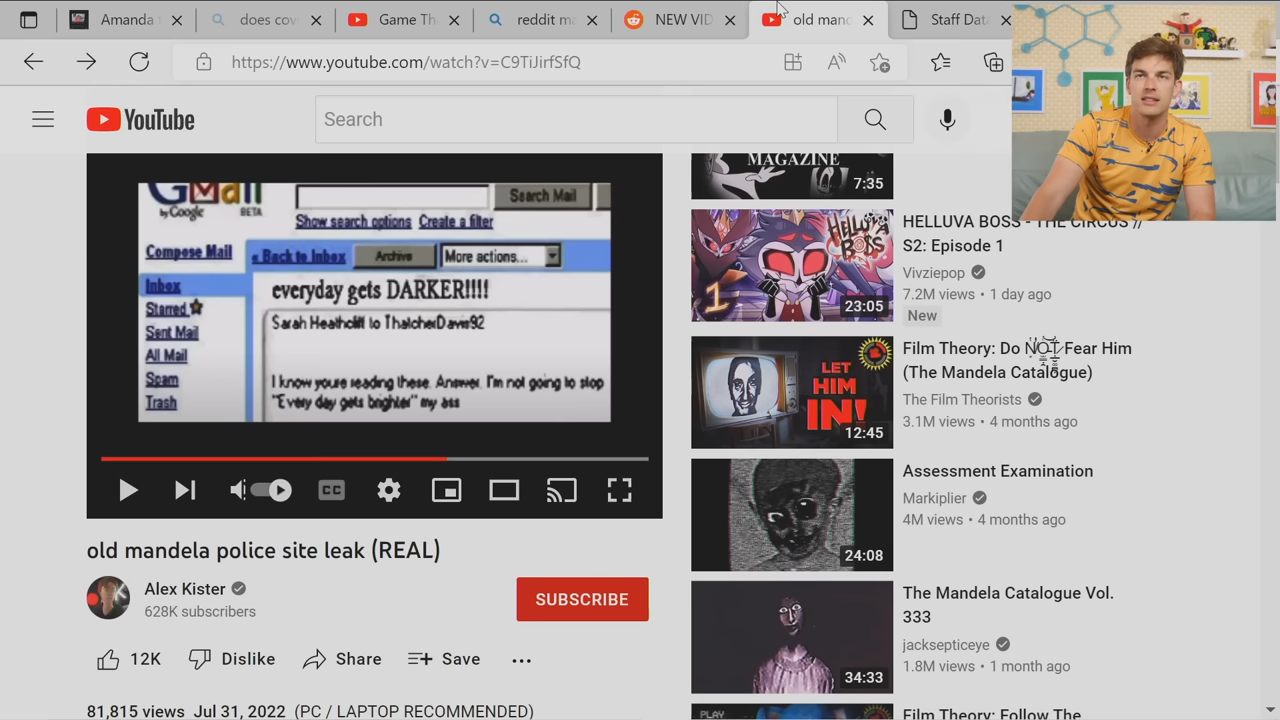 Amanda
does cov
Game Th
reddit ma
NEW VID
old mand
Staff Dat
https://www.youtube.com/watch?v=C9TiJirfSfQ
YouTube
Search
GMail
by Google BETA
Search Mail
Show search options Create a filter
Compose Mail
Inbox
Starred
Sent Mail
All Mail
Spam
Trash
« Back to Inbox Archive More actions...
everyday gets DARKER!!!!
Sarah Heathcliff to ThatcherDavis92
I know youre reading these. Answer. I'm not going to stop
"Every day gets brighter" my ass
CC
old mandela police site leak (REAL)
Alex Kister
628K subscribers
SUBSCRIBE
12K Dislike Share Save
81,815 views Jul 31, 2022 (PC / LAPTOP RECOMMENDED)
MAGAZINE
7:35
HELLUVA BOSS
1
23:05
HELLUVA BOSS - THE CIRCUS //
S2: Episode 1
Vivziepop
7.2M views • 1 day ago
New
LET
HIM
IN!
12:45
Film Theory: Do NOT Fear Him
(The Mandela Catalogue)
The Film Theorists
3.1M views • 4 months ago
24:08
Assessment Examination
Markiplier
4M views • 4 months ago
34:33
The Mandela Catalogue Vol.
333
jacksepticeye
1.8M views • 1 month ago
PLAY
Film Theory: Follow The